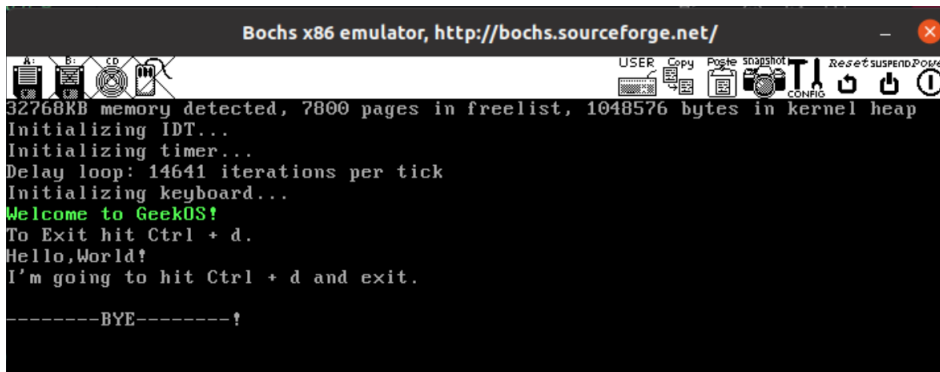 Bochs x86 emulator, http://bochs.sourceforge.net/
A: B: CD USER Copy Paste snapshot CONFIG Reset SUSPEND Power
32768KB memory detected, 7800 pages in freelist, 1048576 bytes in kernel heap
Initializing IDT...
Initializing timer...
Delay loop: 14641 iterations per tick
Initializing keyboard...
Welcome to GeekOS!
To Exit hit Ctrl + d.
Hello,World!
I'm going to hit Ctrl + d and exit.
--------BYE--------!